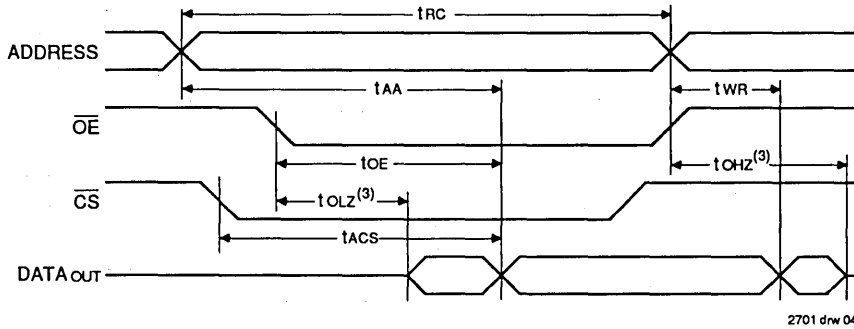 tRC
ADDRESS
tAA
tWR
OE
tOE
tOHZ(3)
CS
tOLZ(3)
tACS
DATA OUT
2701 drw 04